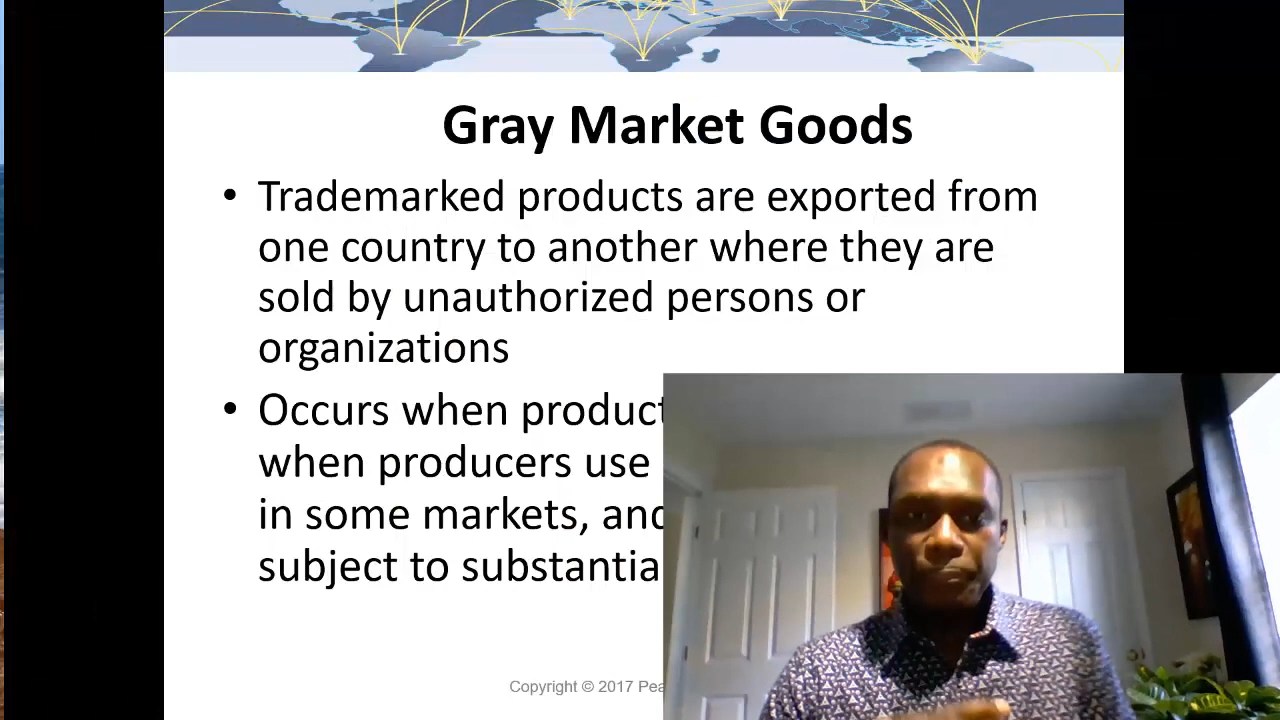 Gray Market Goods
• Trademarked products are exported from
one country to another where they are
sold by unauthorized persons or
organizations
• Occurs when product
when producers use
in some markets, and
subject to substantia
Copyright © 2017 Pea